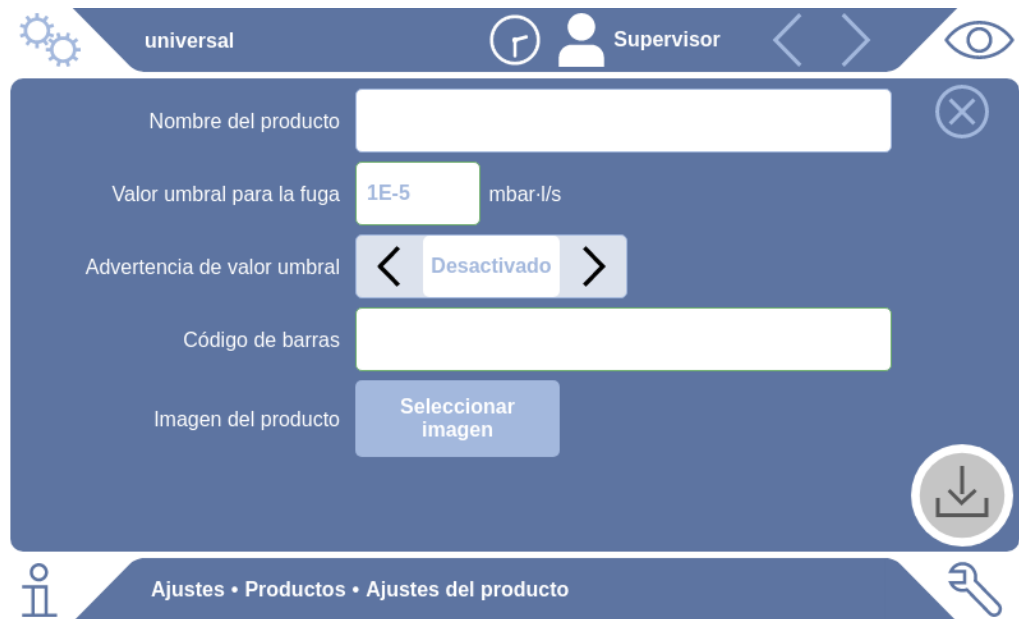 universal
Supervisor
Nombre del producto
Valor umbral para la fuga
1E-5
mbar·l/s
Advertencia de valor umbral
Desactivado
Código de barras
Imagen del producto
Seleccionar
imagen
Ajustes • Productos • Ajustes del producto